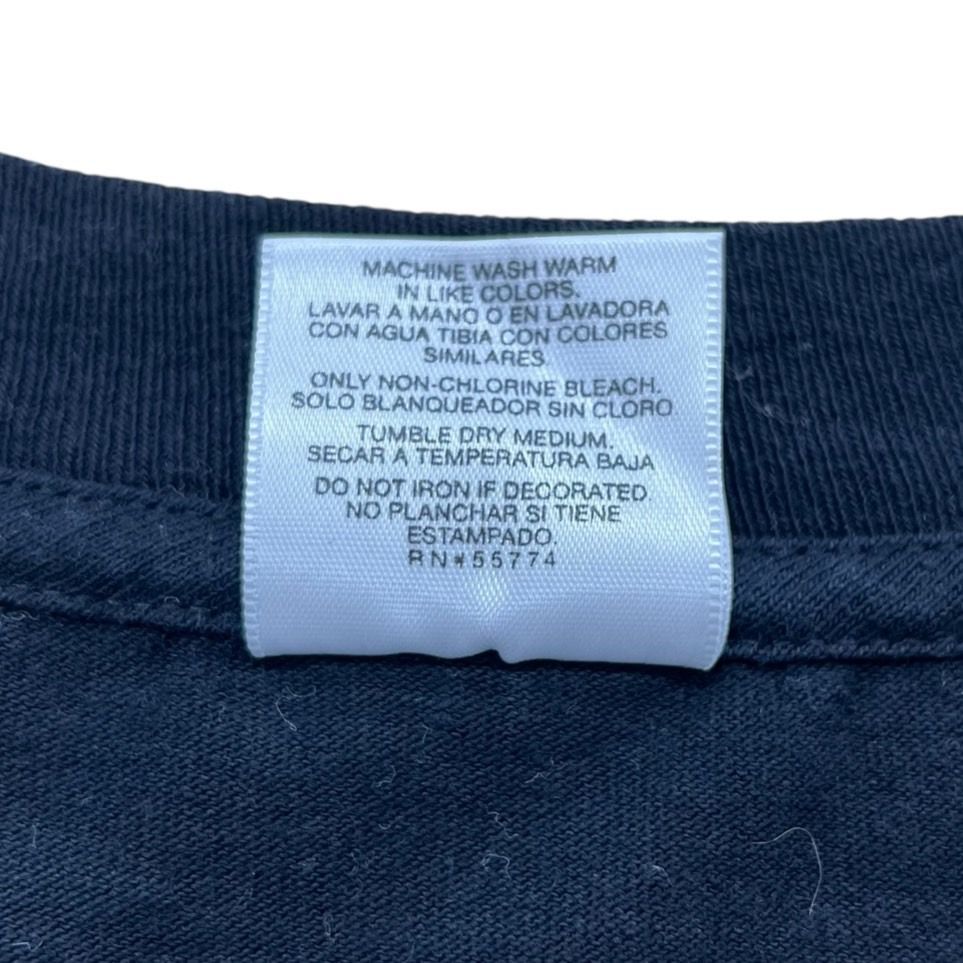 MACHINE WASH WARM
IN LIKE COLORS.
LAVAR A MANO O EN LAVADORA
CON AGUA TIBIA CON COLORES
SIMILARES.
ONLY NON-CHLORINE BLEACH.
SOLO BLANQUEADOR SIN CLORO
TUMBLE DRY MEDIUM.
SECAR A TEMPERATURA BAJA
DO NOT IRON IF DECORATED
NO PLANCHAR SI TIENE
ESTAMPADO.
RN#55774